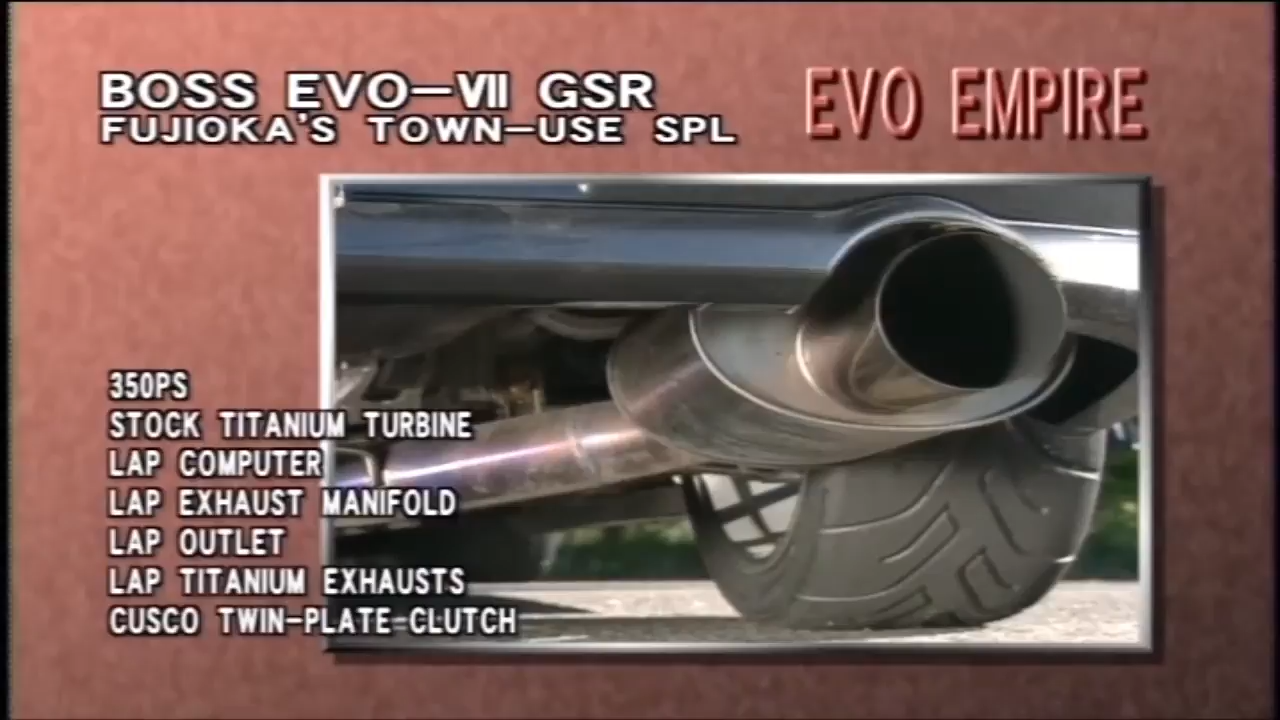 BOSS EVO-VII GSR
FUJIOKA'S TOWN-USE SPL
EVO EMPIRE
350PS
STOCK TITANIUM TURBINE
LAP COMPUTER
LAP EXHAUST MANIFOLD
LAP OUTLET
LAP TITANIUM EXHAUSTS
CUSCO TWIN-PLATE CLUTCH